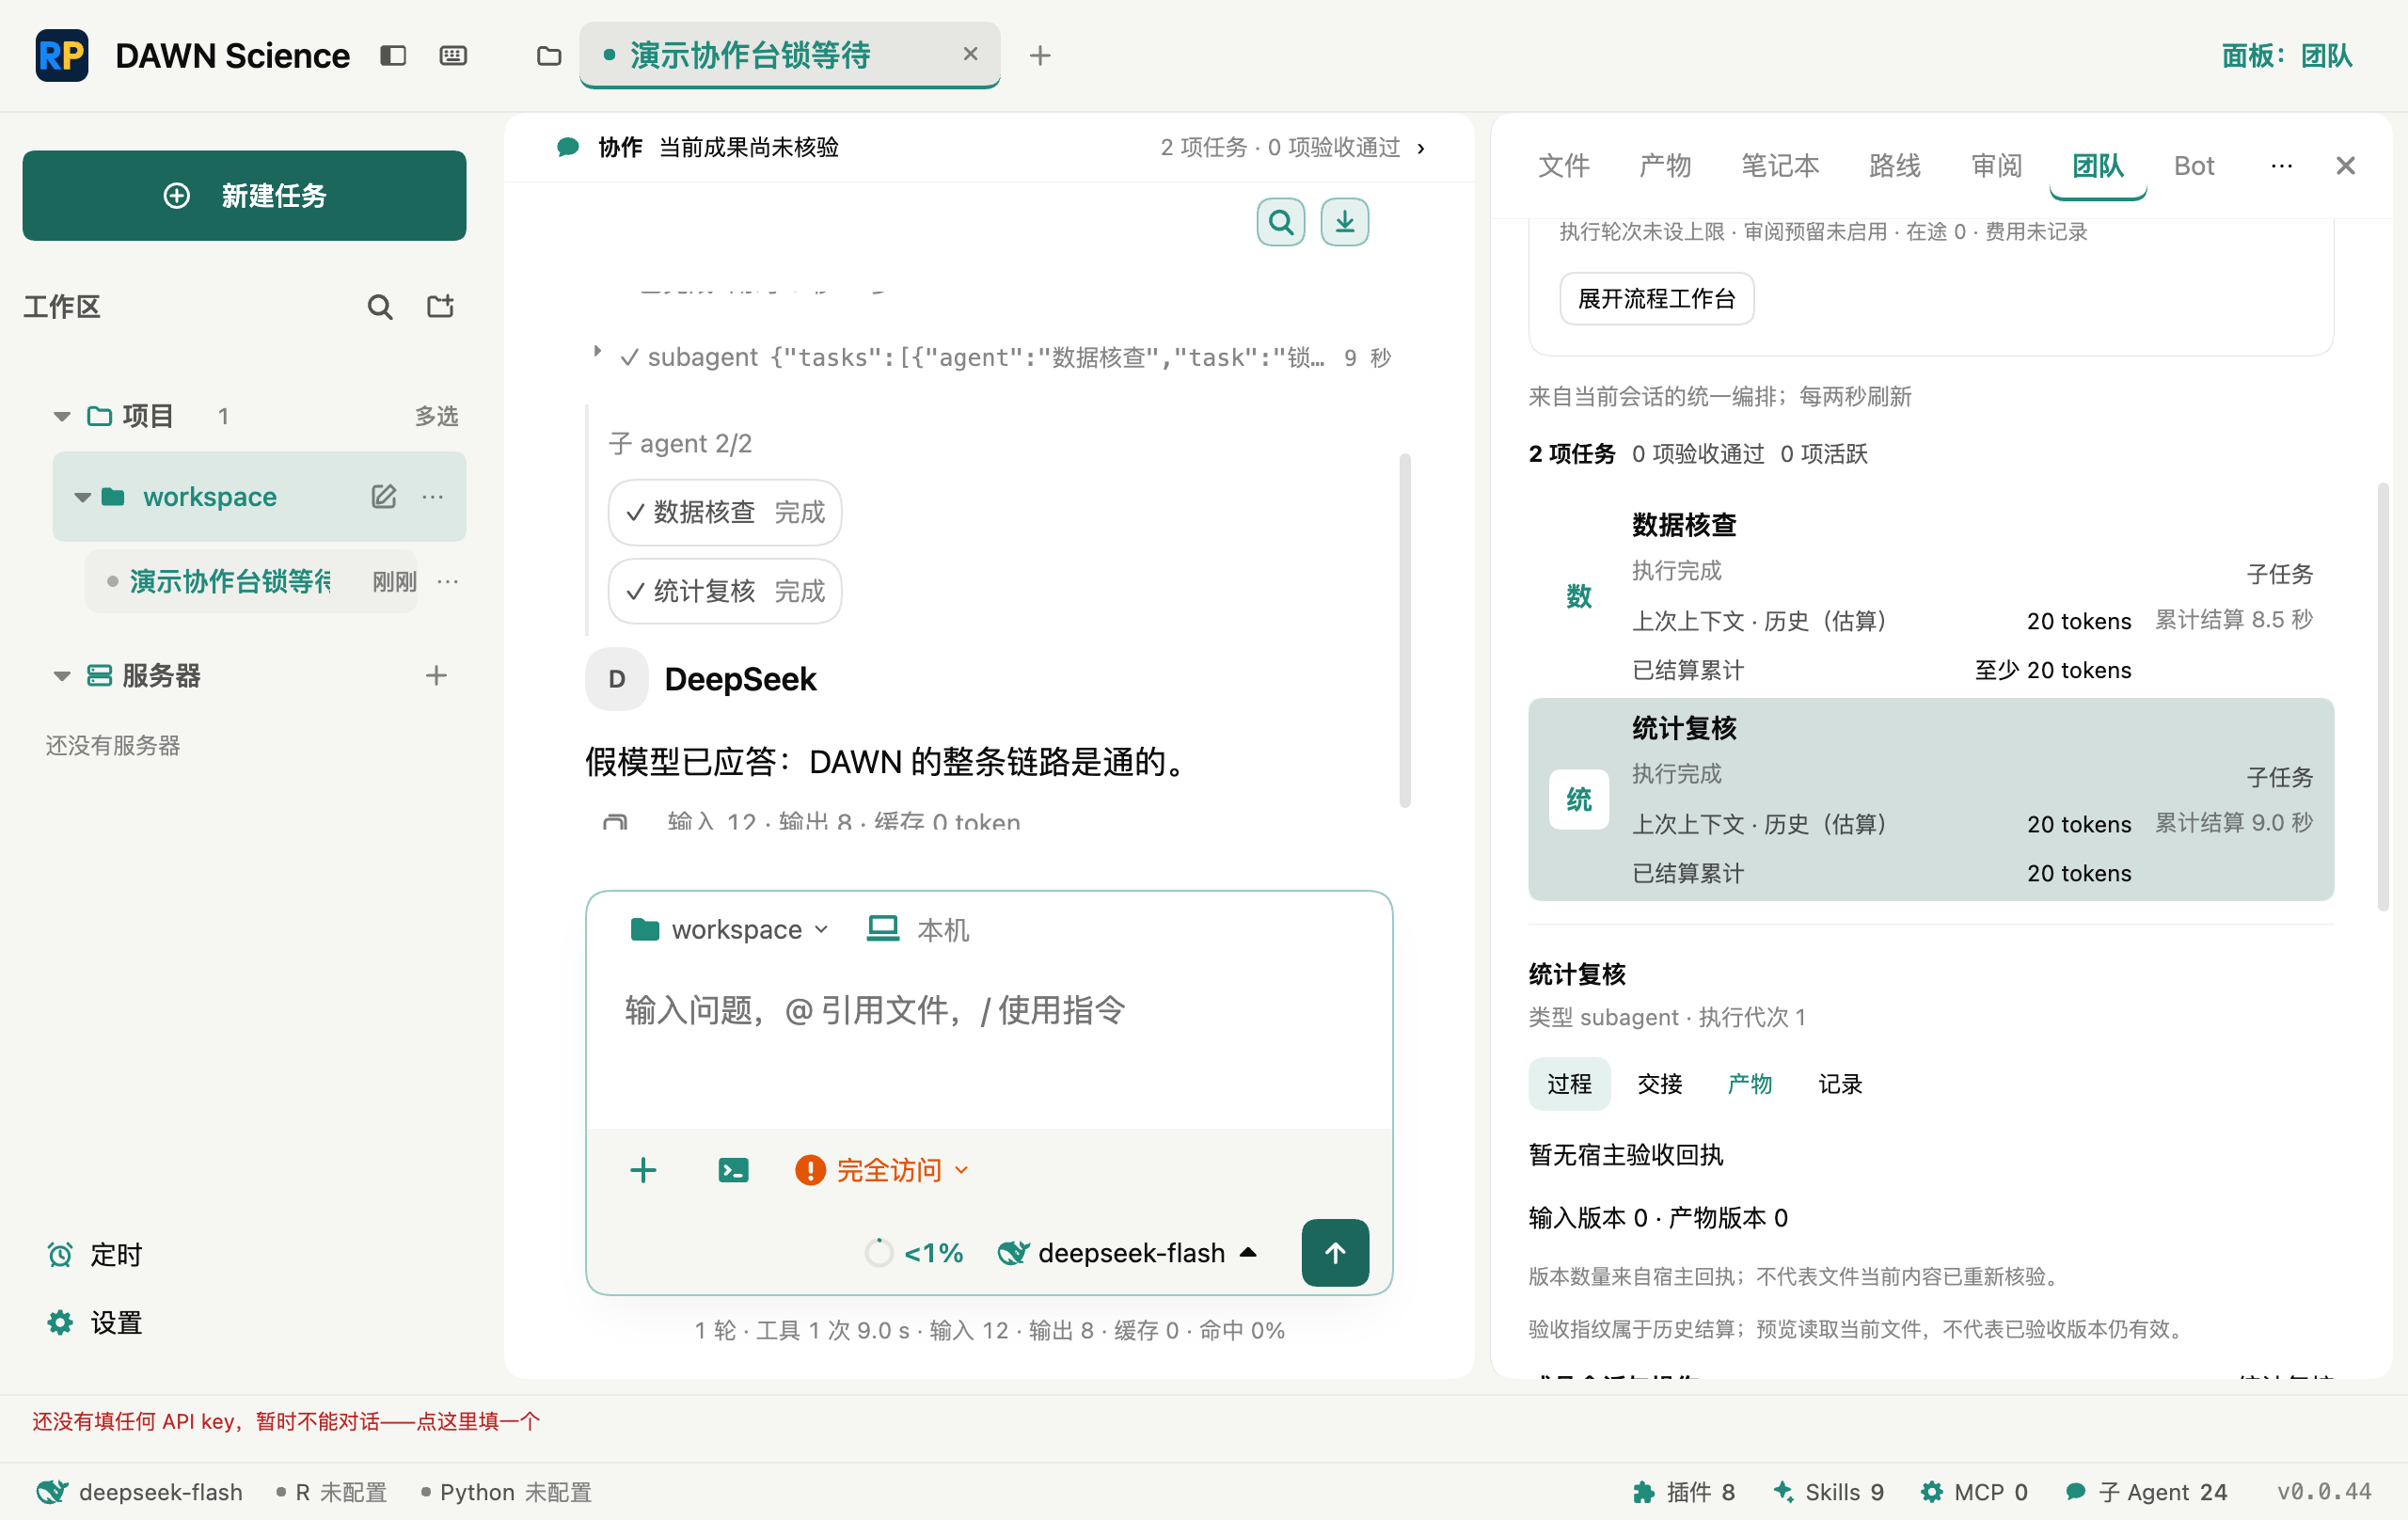 RP DAWN Science
演示协作台锁等待
面板：团队
新建任务
工作区
项目 1 多选
workspace
演示协作台锁等待 刚刚
服务器
还没有服务器
定时
设置
协作 当前成果尚未核验 2 项任务 · 0 项验收通过
subagent {"tasks":[{"agent":"数据核查","task":"锁… 9 秒
子 agent 2/2
数据核查 完成
统计复核 完成
D DeepSeek
假模型已应答：DAWN 的整条链路是通的。
输入 12 · 输出 8 · 缓存 0 token
workspace 本机
输入问题，@ 引用文件，/ 使用指令
完全访问
<1% deepseek-flash
1 轮 · 工具 1 次 9.0 s · 输入 12 · 输出 8 · 缓存 0 · 命中 0%
文件 产物 笔记本 路线 审阅 团队 Bot
执行轮次未设上限 · 审阅预留未启用 · 在途 0 · 费用未记录
展开流程工作台
来自当前会话的统一编排；每两秒刷新
2 项任务 0 项验收通过 0 项活跃
数
数据核查
执行完成 子任务
上次上下文 · 历史（估算） 20 tokens 累计结算 8.5 秒
已结算累计 至少 20 tokens
统
统计复核
执行完成 子任务
上次上下文 · 历史（估算） 20 tokens 累计结算 9.0 秒
已结算累计 20 tokens
统计复核
类型 subagent · 执行代次 1
过程 交接 产物 记录
暂无宿主验收回执
输入版本 0 · 产物版本 0
版本数量来自宿主回执；不代表文件当前内容已重新核验。
验收指纹属于历史结算；预览读取当前文件，不代表已验收版本仍有效。
还没有填任何 API key，暂时不能对话——点这里填一个
deepseek-flash R 未配置 Python 未配置
插件 8 Skills 9 MCP 0 子 Agent 24 v0.0.44